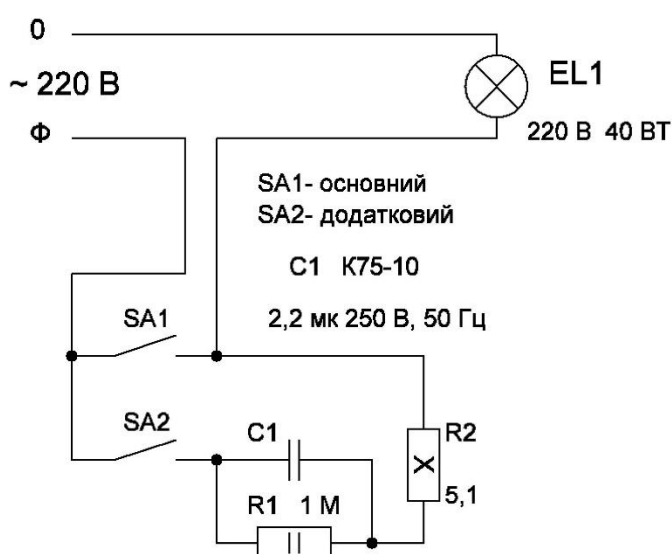 0
~ 220 В
Ф
EL1
220 В 40 ВТ
SA1- основний
SA2- додатковий
С1 К75-10
2,2 мк 250 В, 50 Гц
SA1
SA2
C1
R2
5,1
R1 1 М